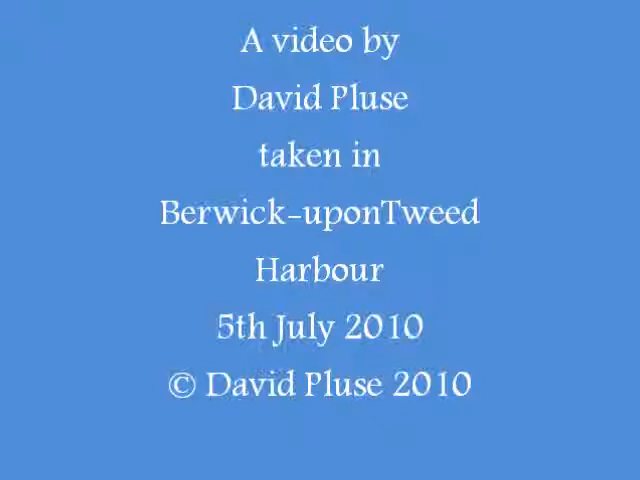 A video by
David Pluse
taken in
Berwick-uponTweed
Harbour
5th July 2010
© David Pluse 2010